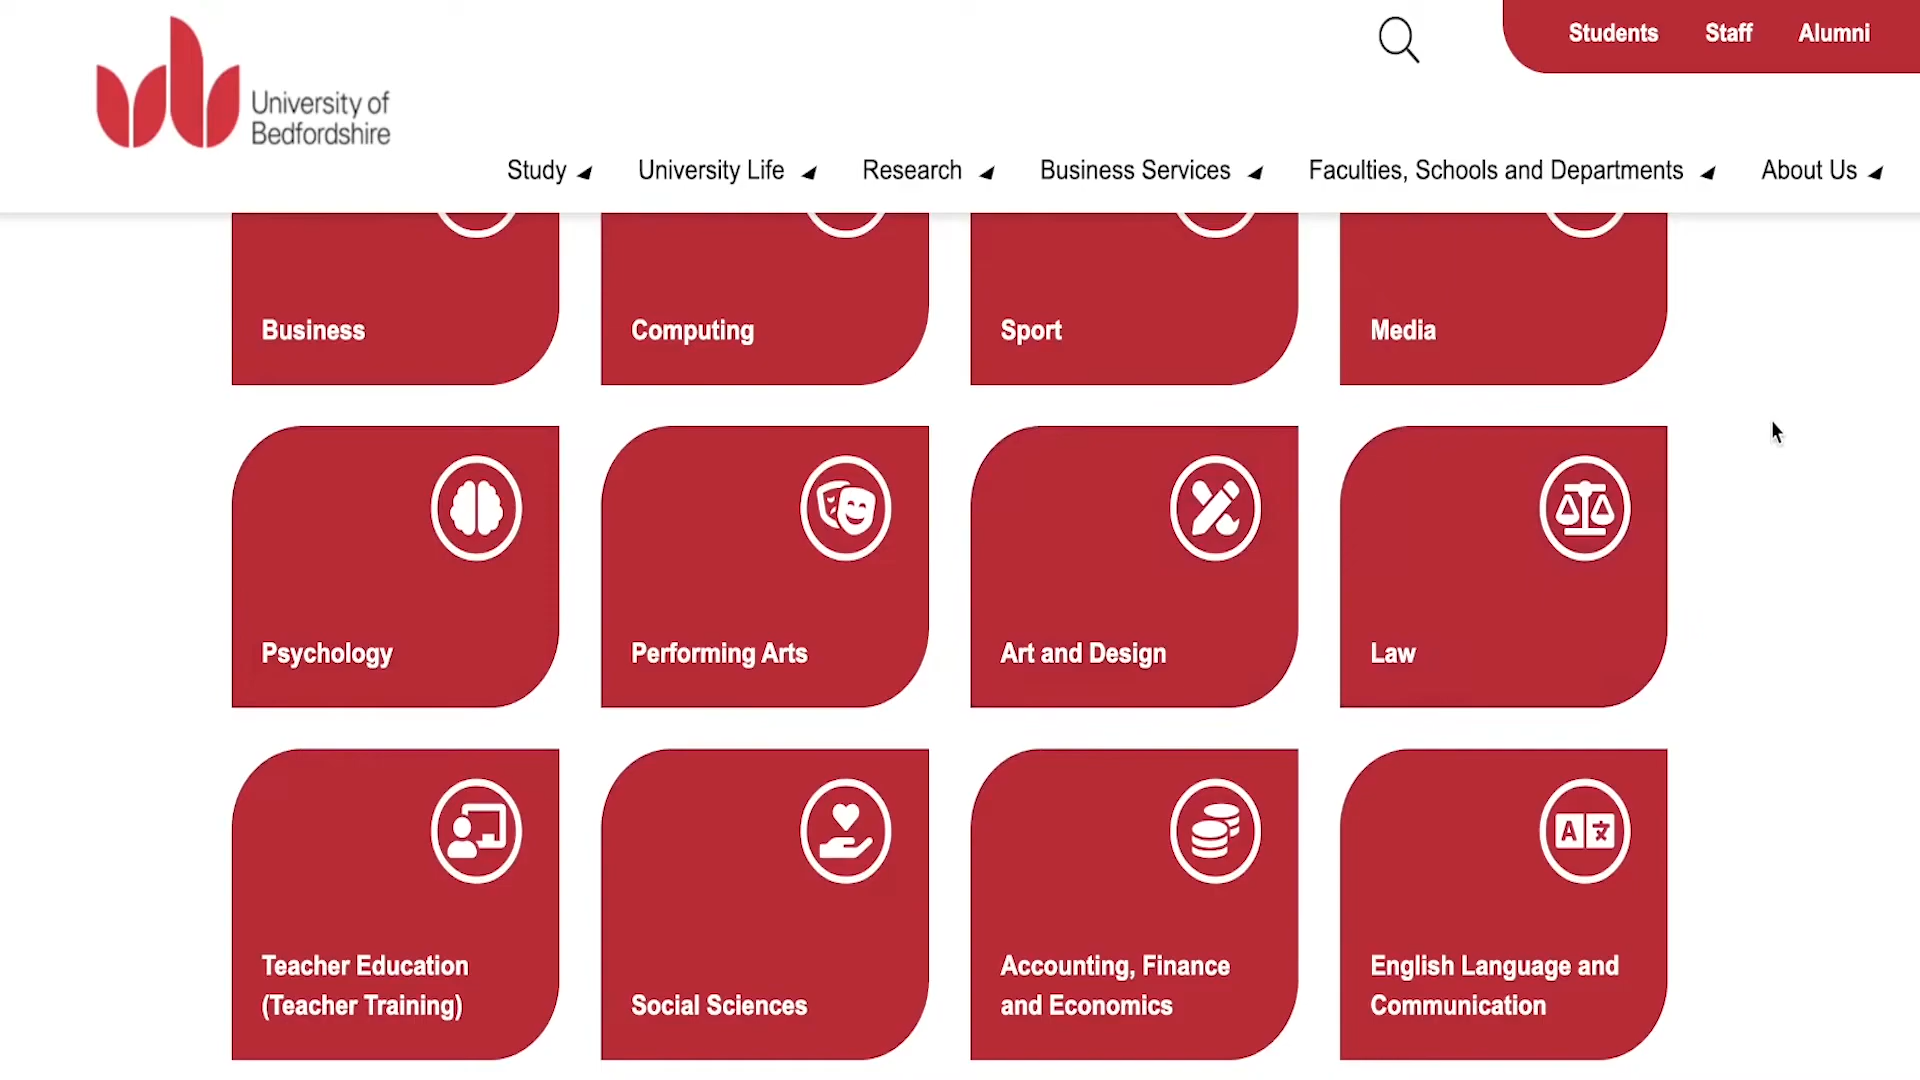 Students Staff Alumni
University of
Bedfordshire
Study University Life Research Business Services Faculties, Schools and Departments About Us
Business Computing Sport Media
Psychology Performing Arts Art and Design Law
A
Teacher Education
(Teacher Training)
Social Sciences
Accounting, Finance
and Economics
English Language and
Communication